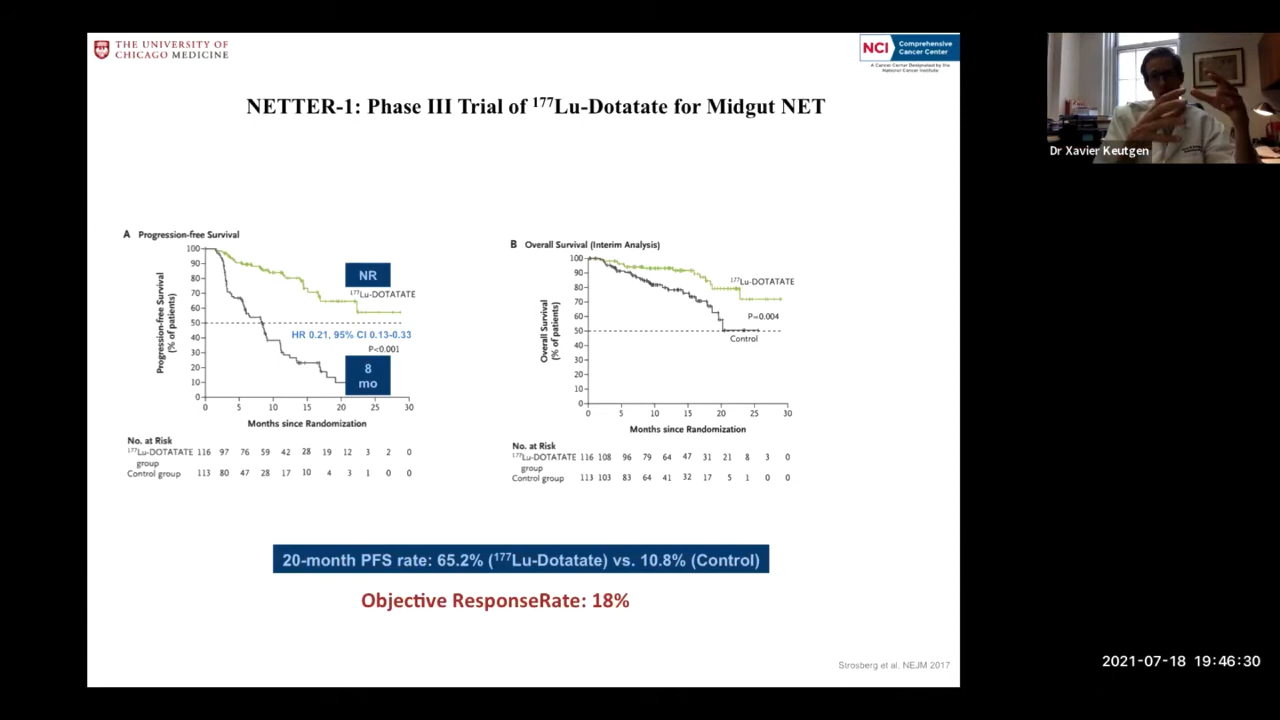 THE UNIVERSITY OF
CHICAGO MEDICINE
NCI
Comprehensive
Cancer Center
A Cancer Center Designated by the
National Cancer Institute
NETTER-1: Phase III Trial of ¹⁷⁷Lu-Dotatate for Midgut NET
A Progression-free Survival
Progression-free Survival
(% of patients)
100
90
80
70
60
50
40
30
20
10
0
NR
¹⁷⁷Lu-DOTATATE
HR 0.21, 95% CI 0.13-0.33
P<0.001
8
mo
0 5 10 15 20 25 30
Months since Randomization
No. at Risk
¹⁷⁷Lu-DOTATATE 116 97 76 59 42 28 19 12 3 2 0
group
Control group 113 80 47 28 17 10 4 3 1 0 0
B Overall Survival (Interim Analysis)
Overall Survival
(% of patients)
100
90
80
70
60
50
40
30
20
10
0
¹⁷⁷Lu-DOTATATE
P=0.004
Control
0 5 10 15 20 25 30
Months since Randomization
No. at Risk
¹⁷⁷Lu-DOTATATE 116 108 96 79 64 47 31 21 8 3 0
group
Control group 113 103 83 64 41 32 17 5 1 0 0
20-month PFS rate: 65.2% (¹⁷⁷Lu-Dotatate) vs. 10.8% (Control)
Objective ResponseRate: 18%
Strosberg et al. NEJM 2017
Dr Xavier Keutgen
2021-07-18 19:46:30